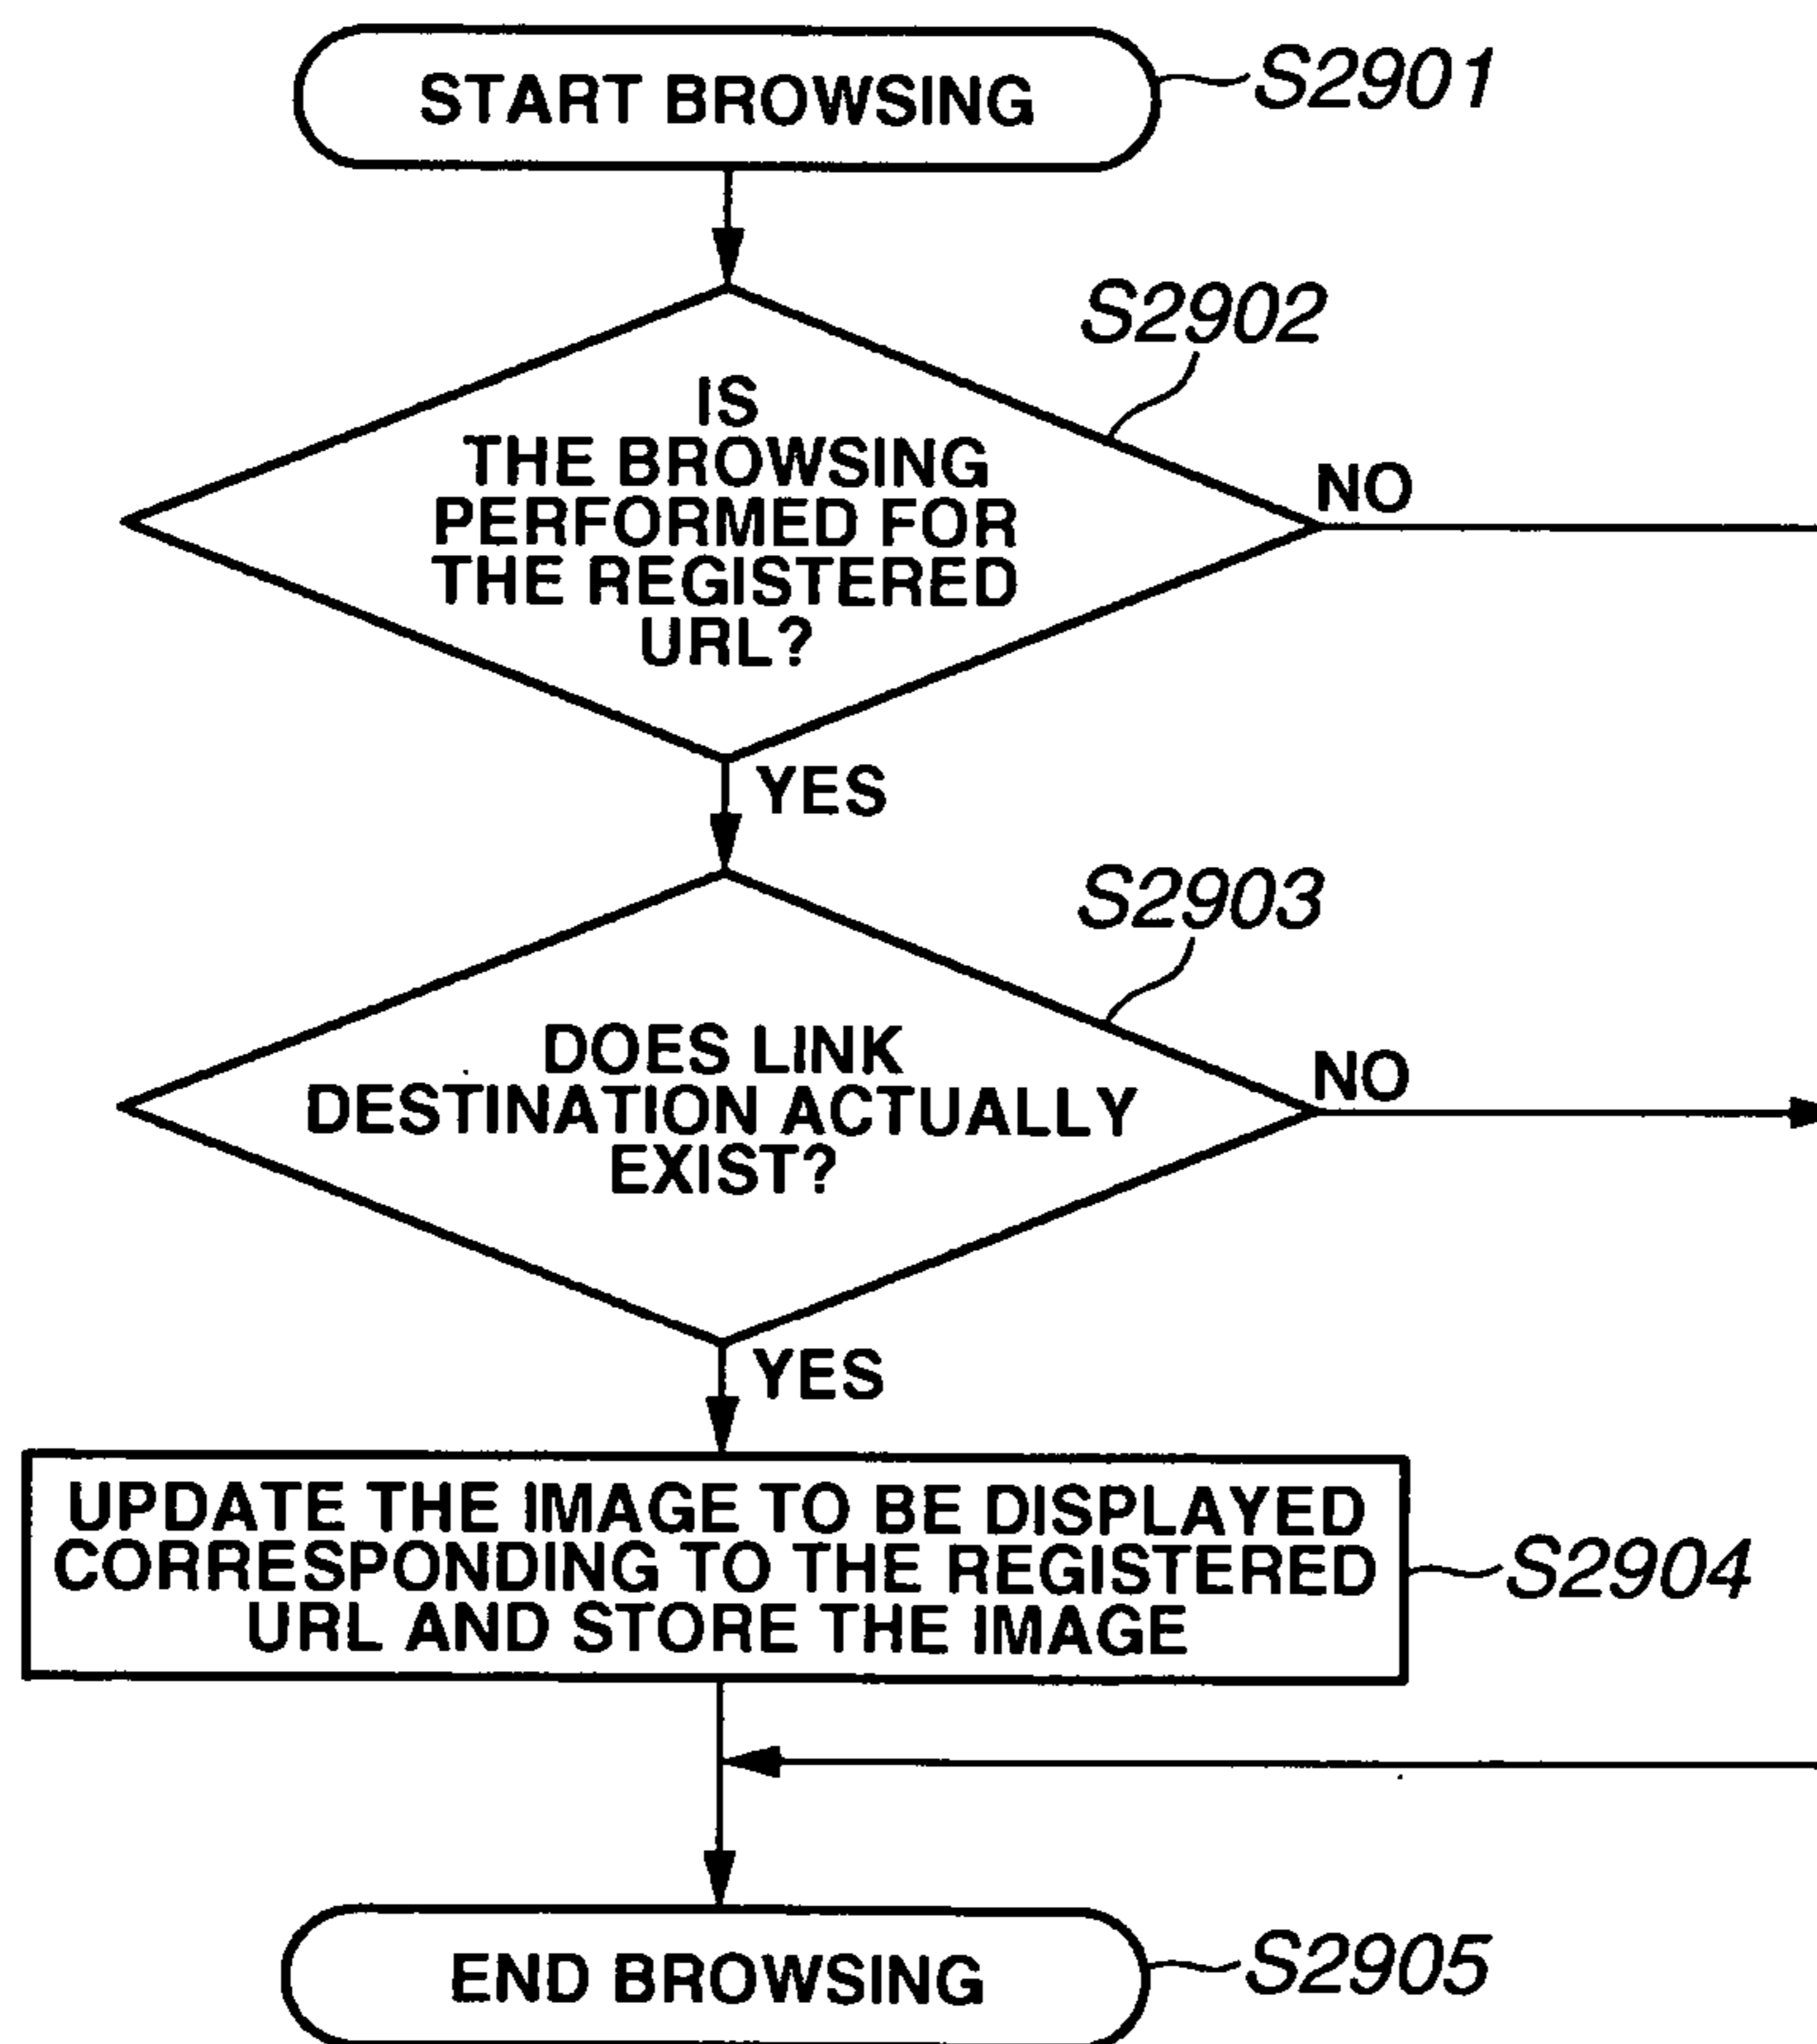 START BROWSING
S2901
S2902
IS
THE BROWSING
PERFORMED FOR
THE REGISTERED
URL?
NO
YES
S2903
DOES LINK
DESTINATION ACTUALLY
EXIST?
NO
YES
UPDATE THE IMAGE TO BE DISPLAYED
CORRESPONDING TO THE REGISTERED
URL AND STORE THE IMAGE
S2904
END BROWSING
S2905